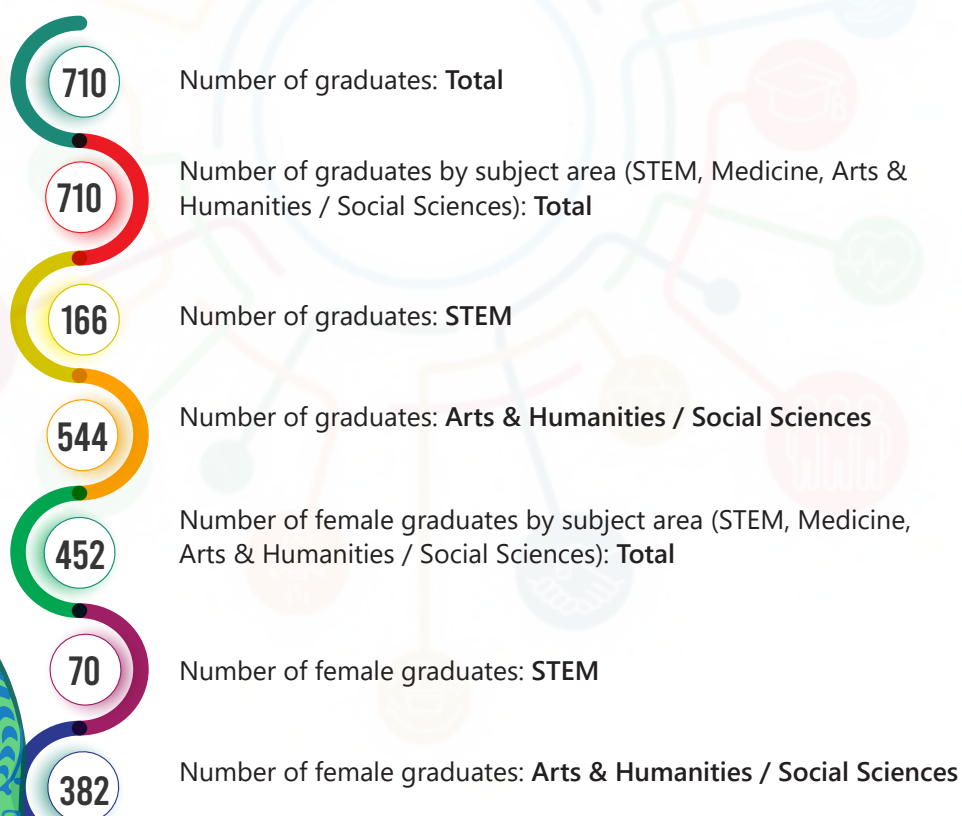 710
Number of graduates: Total
710
Number of graduates by subject area (STEM, Medicine, Arts &
Humanities / Social Sciences): Total
166
Number of graduates: STEM
544
Number of graduates: Arts & Humanities / Social Sciences
452
Number of female graduates by subject area (STEM, Medicine,
Arts & Humanities / Social Sciences): Total
70
Number of female graduates: STEM
382
Number of female graduates: Arts & Humanities / Social Sciences